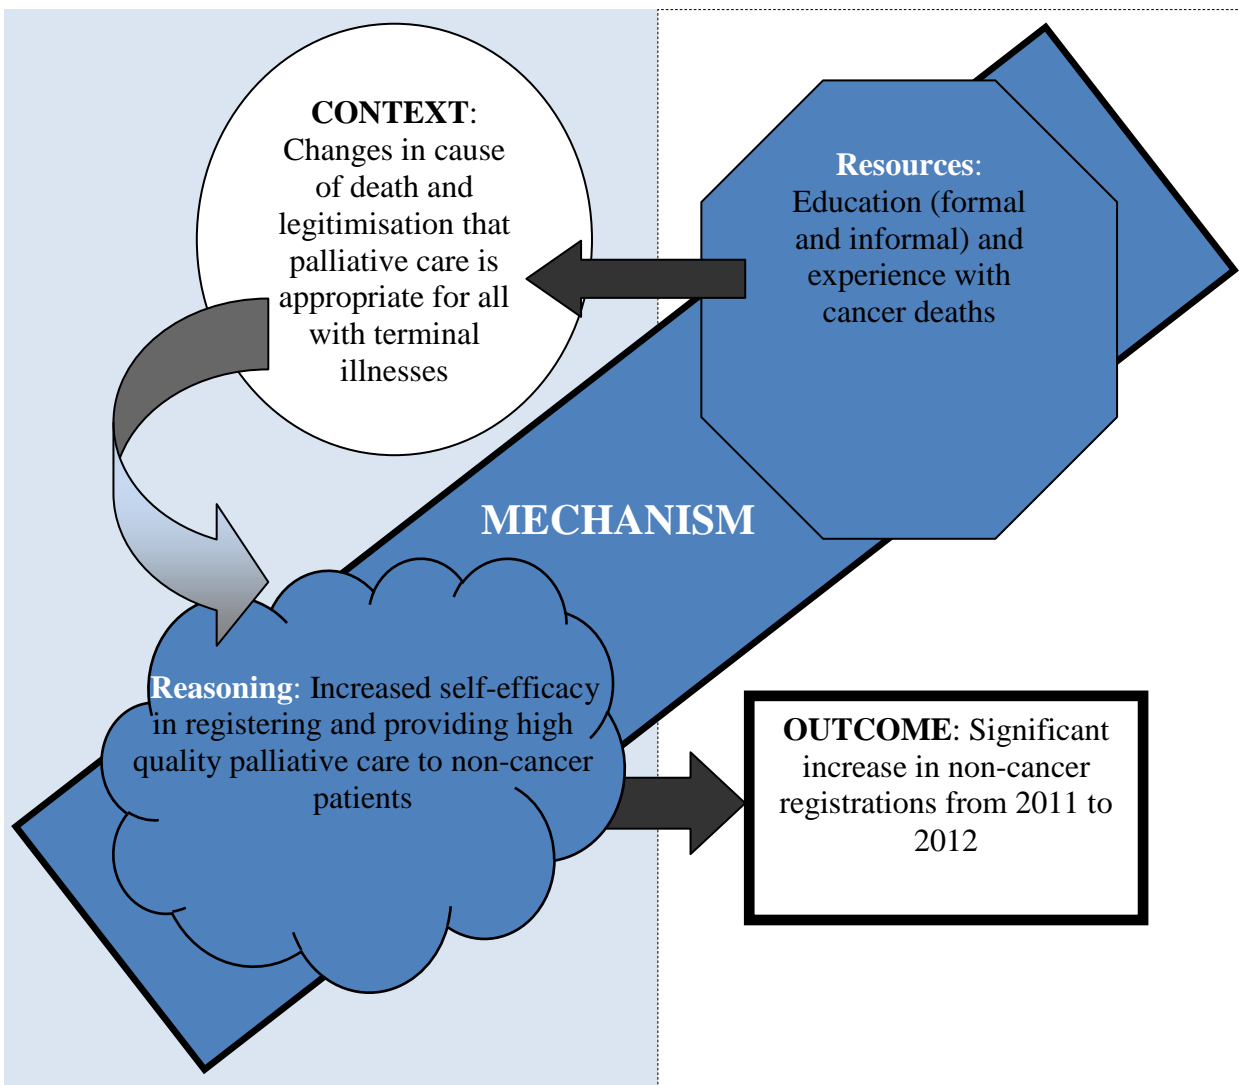 CONTEXT:
Changes in cause
of death and
legitimisation that
palliative care is
appropriate for all
with terminal
illnesses
Resources:
Education (formal
and informal) and
experience with
cancer deaths
MECHANISM
Reasoning: Increased self-efficacy
in registering and providing high
quality palliative care to non-cancer
patients
OUTCOME: Significant
increase in non-cancer
registrations from 2011 to
2012